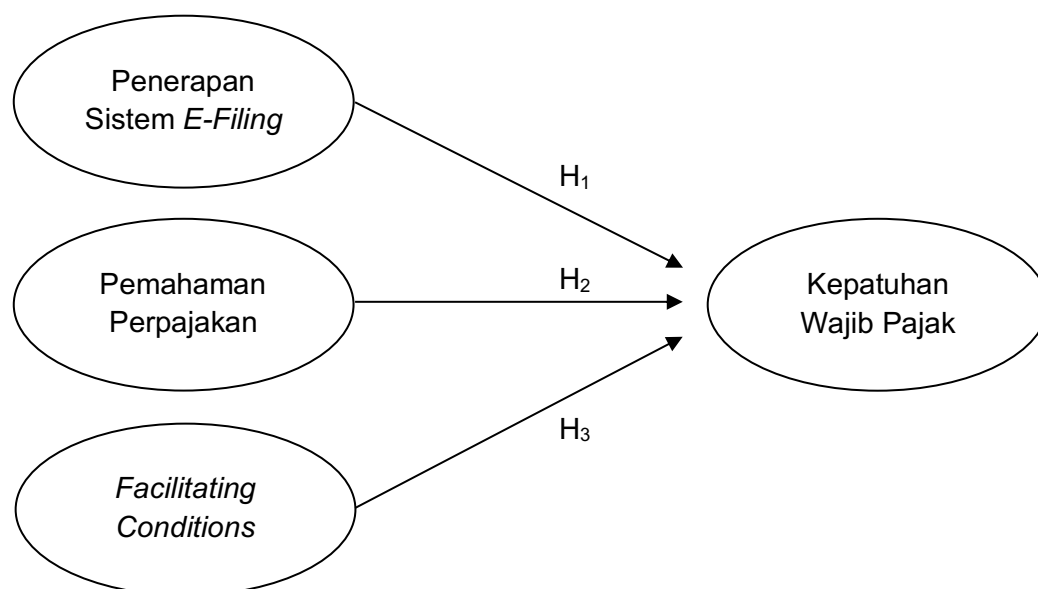 Penerapan
Sistem E-Filing
H₁
Pemahaman
Perpajakan
H₂
Kepatuhan
Wajib Pajak
H₃
Facilitating
Conditions